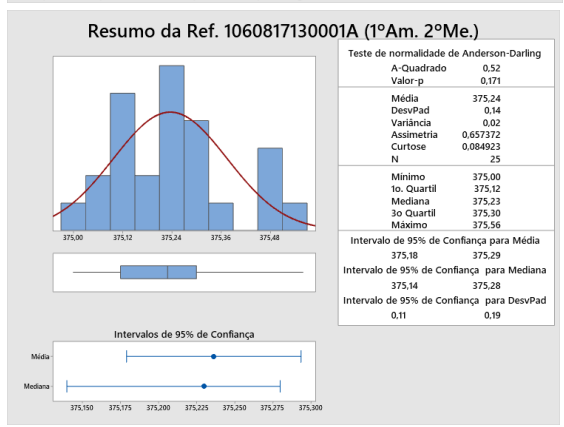 Resumo da Ref. 1060817130001A (1ºAm. 2ºMe.)
375,00 375,12 375,24 375,36 375,48
Intervalos de 95% de Confiança
Média
Mediana
375,150 375,175 375,200 375,225 375,250 375,275 375,300
Teste de normalidade de Anderson-Darling
A-Quadrado 0,52
Valor-p 0,171
Média 375,24
DesvPad 0,14
Variância 0,02
Assimetria 0,657372
Curtose 0,084923
N 25
Mínimo 375,00
1o. Quartil 375,12
Mediana 375,23
3o Quartil 375,30
Máximo 375,56
Intervalo de 95% de Confiança para Média
375,18 375,29
Intervalo de 95% de Confiança para Mediana
375,14 375,28
Intervalo de 95% de Confiança para DesvPad
0,11 0,19